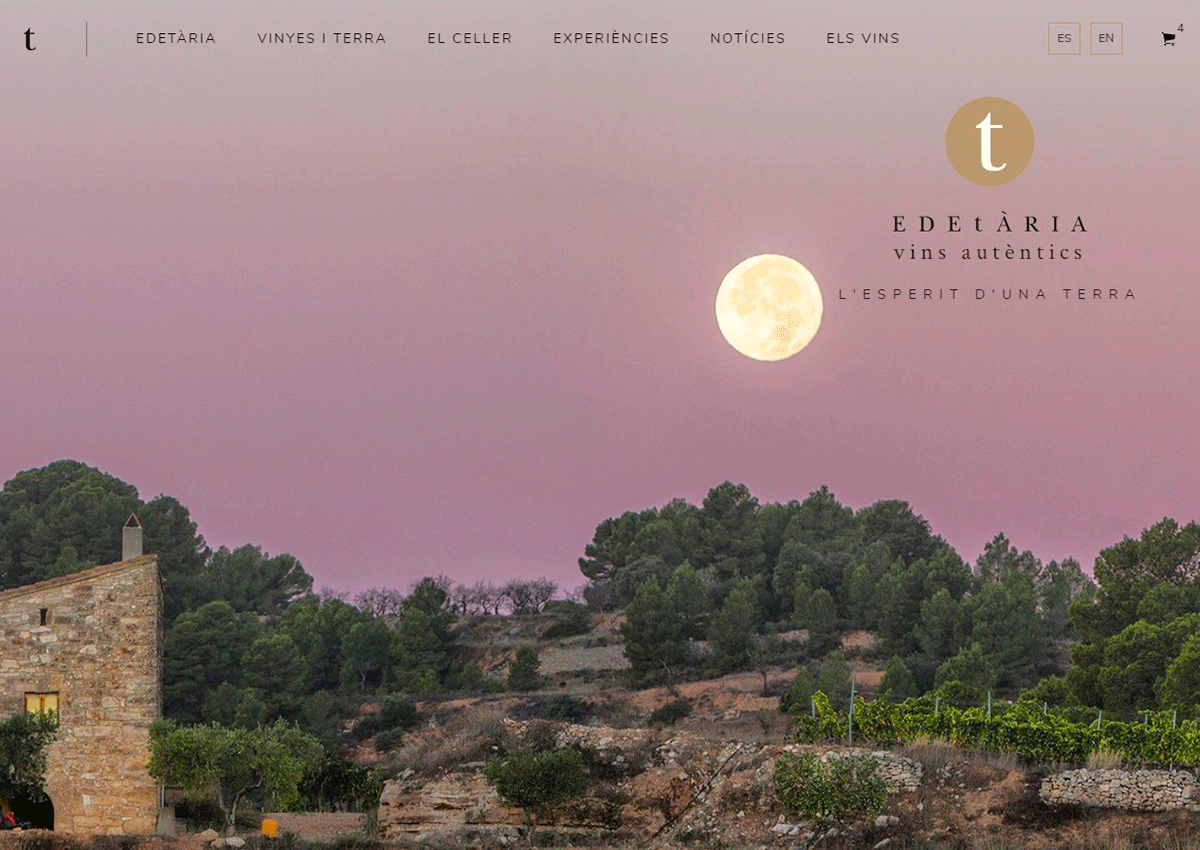 t
EDETÀRIA
VINYES I TERRA
EL CELLER
EXPERIÈNCIES
NOTÍCIES
ELS VINS
ES
EN
4
t
EDEtÀRIA
vins autèntics
L'ESPERIT D'UNA TERRA